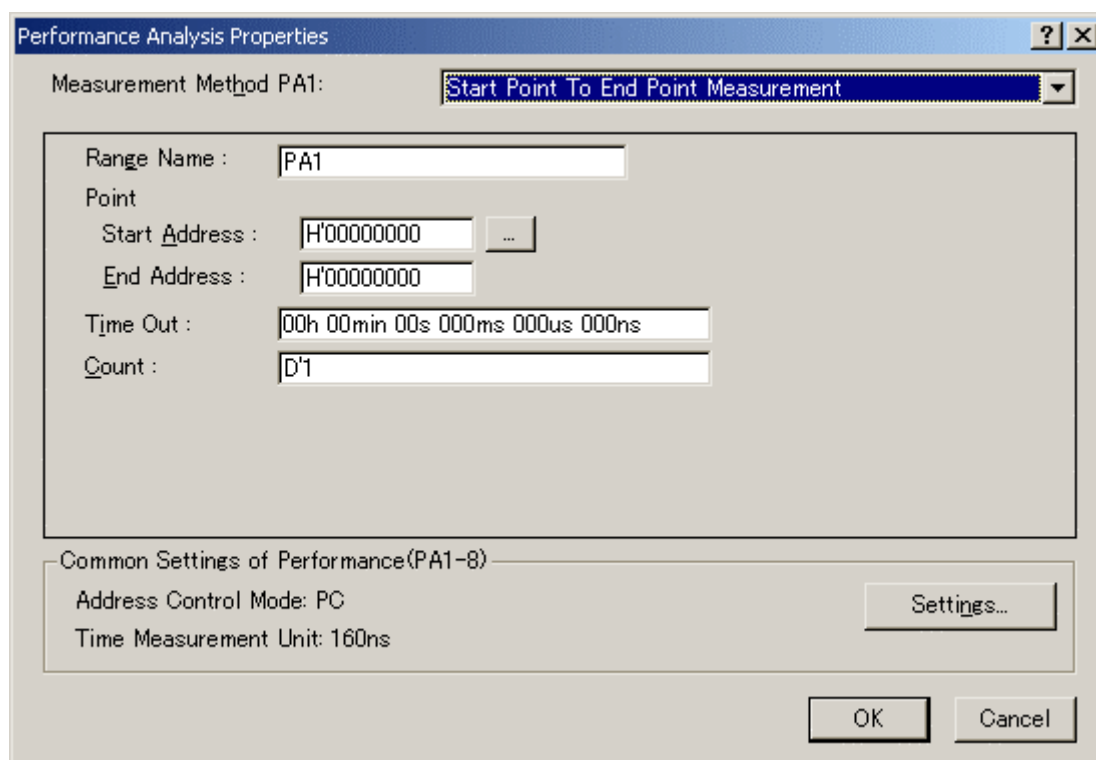 Performance Analysis Properties
Measurement Method PA1: Start Point To End Point Measurement
Range Name : PA1
Point
Start Address : H'00000000 ...
End Address : H'00000000
Time Out : 00h 00min 00s 000ms 000us 000ns
Count : D'1
Common Settings of Performance(PA1-8)
Address Control Mode: PC
Settings...
Time Measurement Unit: 160ns
OK Cancel